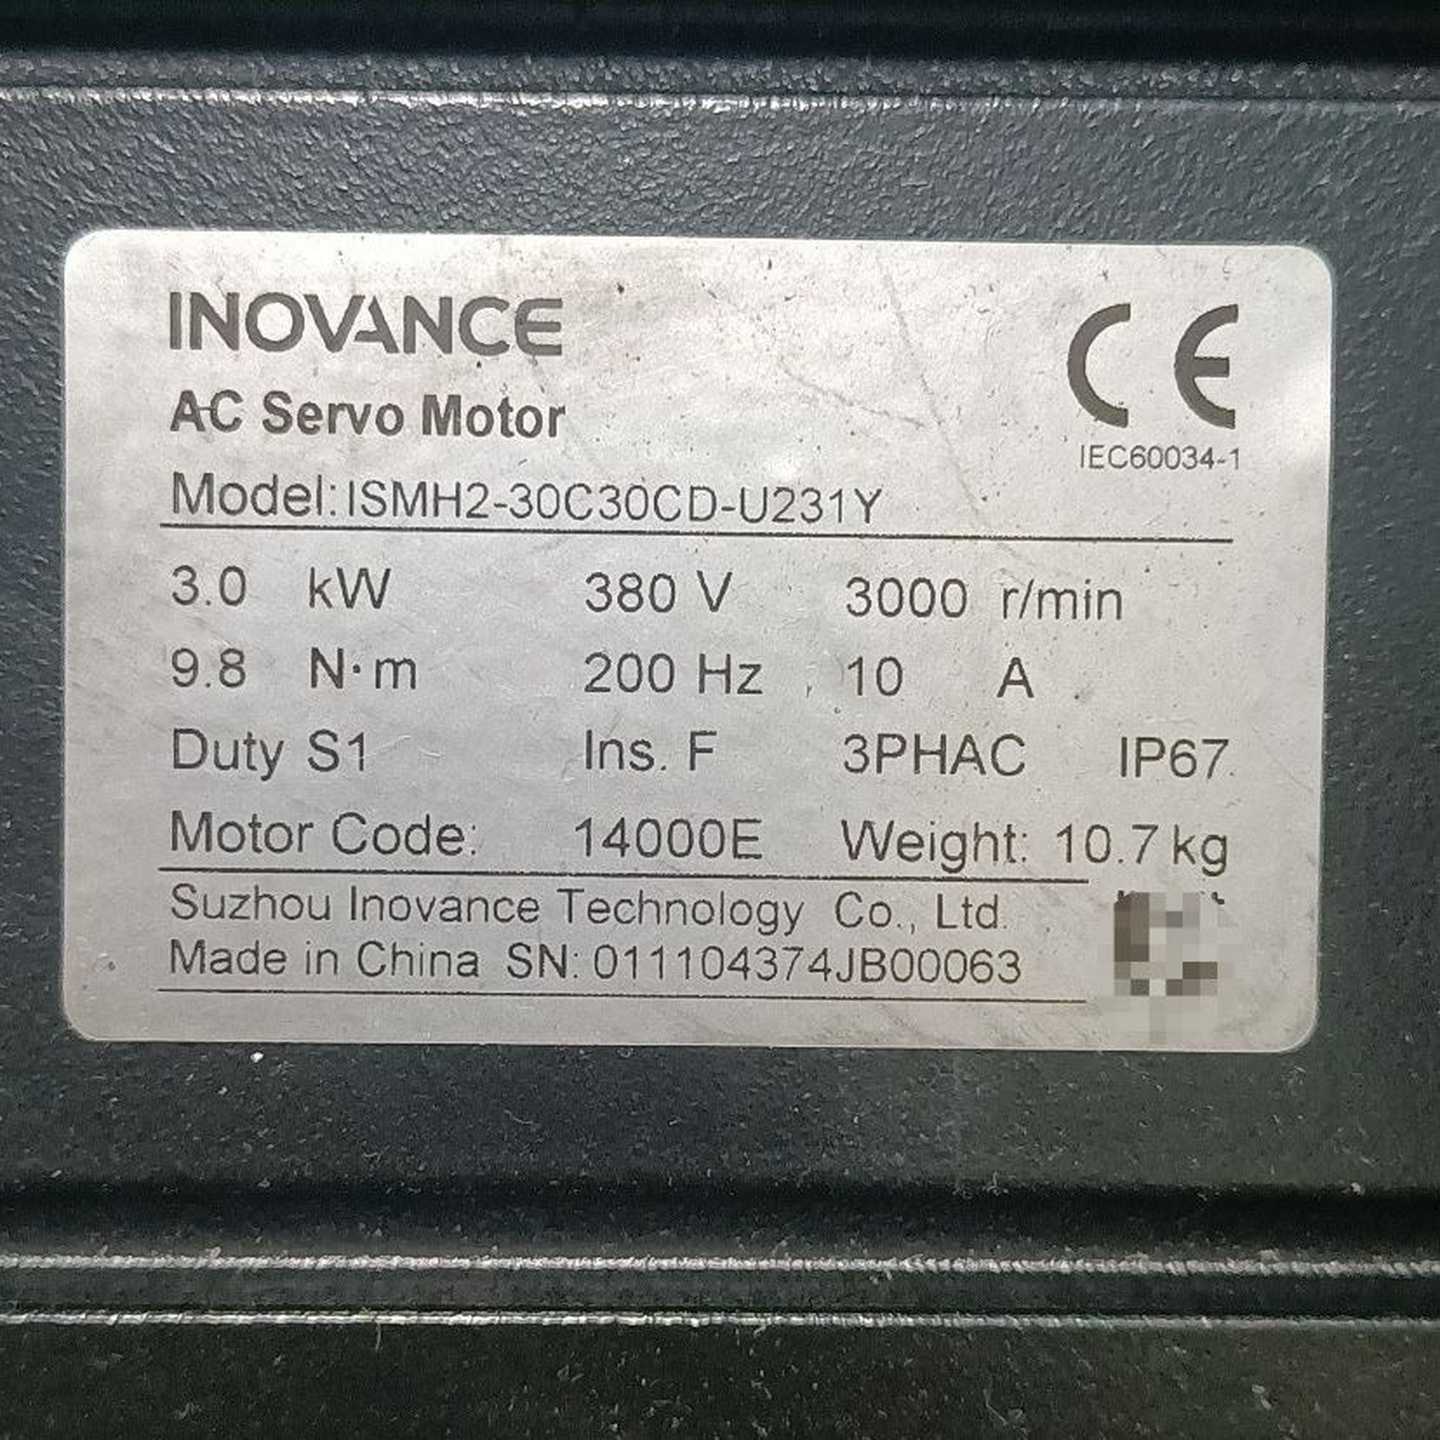 INOVANCE
CE
AC Servo Motor
IEC60034-1
Model: ISMH2-30C30CD-U231Y
3.0 kW 380 V 3000 r/min
9.8 N·m 200 Hz 10 A
Duty S1 Ins. F 3PHAC IP67
Motor Code: 14000E Weight: 10.7 kg
Suzhou Inovance Technology Co., Ltd.
Made in China SN: 011104374JB00063